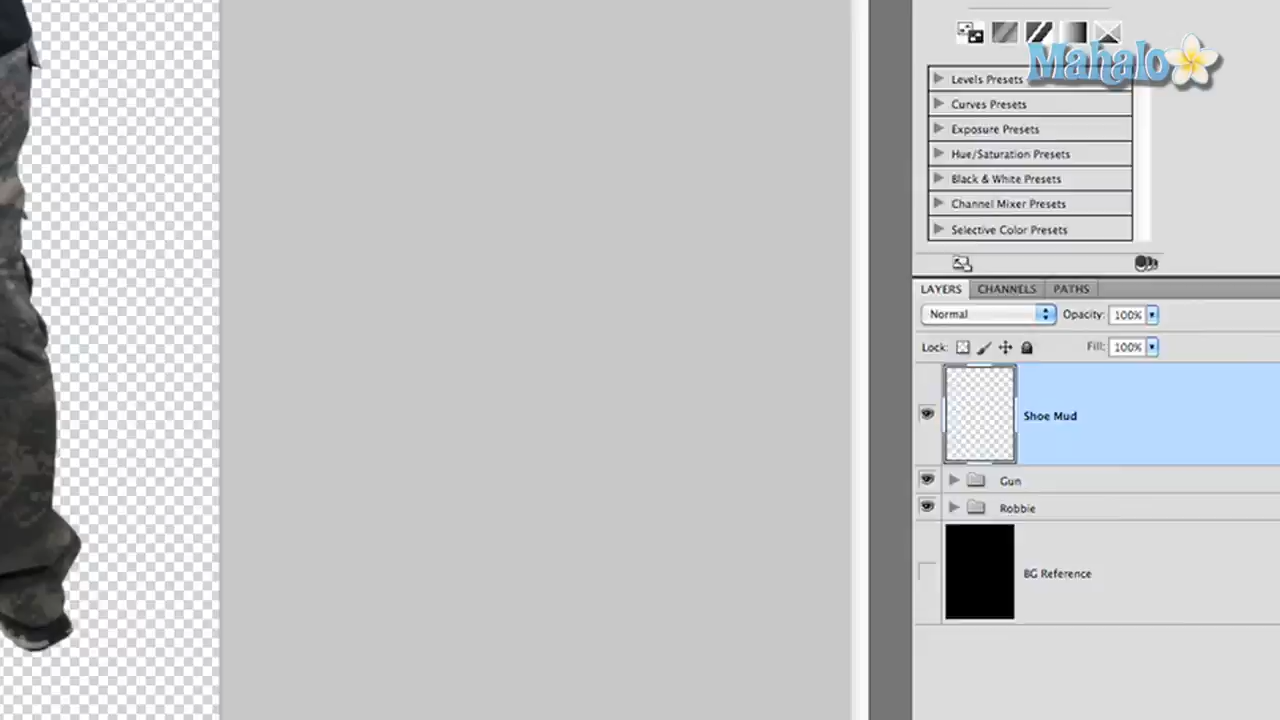 Mahalo
Levels Presets
Curves Presets
Exposure Presets
Hue/Saturation Presets
Black & White Presets
Channel Mixer Presets
Selective Color Presets
LAYERS CHANNELS PATHS
Normal Opacity: 100%
Lock: Fill: 100%
Shoe Mud
Gun
Robbie
BG Reference